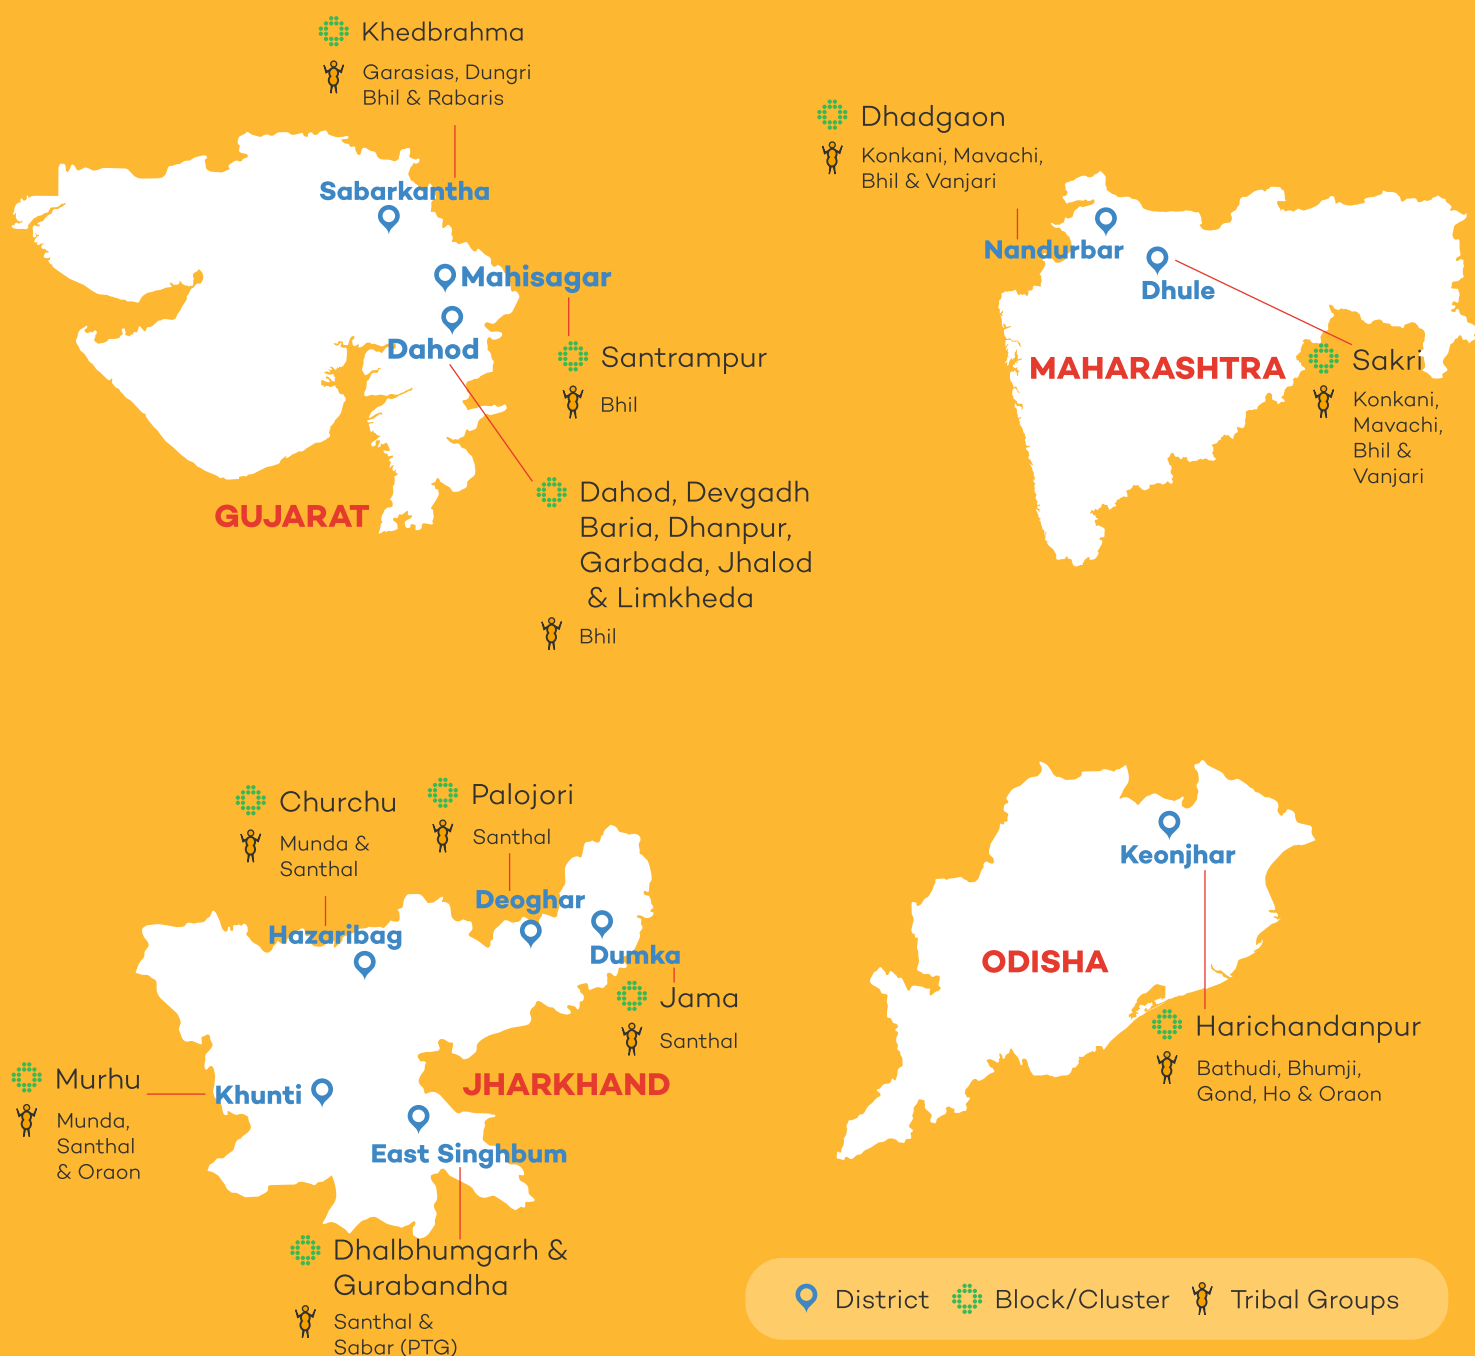 Khedbrahma
Garasias, Dungri
Bhil & Rabaris
Sabarkantha
Mahisagar
Santrampur
Bhil
Dahod
Dahod, Devgadh
Baria, Dhanpur,
Garbada, Jhalod
& Limkheda
Bhil
GUJARAT
Dhadgaon
Konkani, Mavachi,
Bhil & Vanjari
Nandurbar
Dhule
MAHARASHTRA
Sakri
Konkani,
Mavachi,
Bhil &
Vanjari
Churchu
Munda &
Santhal
Hazaribag
Palojori
Santhal
Deoghar
Dumka
Jama
Santhal
JHARKHAND
Murhu
Munda,
Santhal
& Oraon
Khunti
East Singhbum
Dhalbhumgarh &
Gurabandha
Santhal &
Sabar (PTG)
Keonjhar
ODISHA
Harichandanpur
Bathudi, Bhumji,
Gond, Ho & Oraon
District
Block/Cluster
Tribal Groups